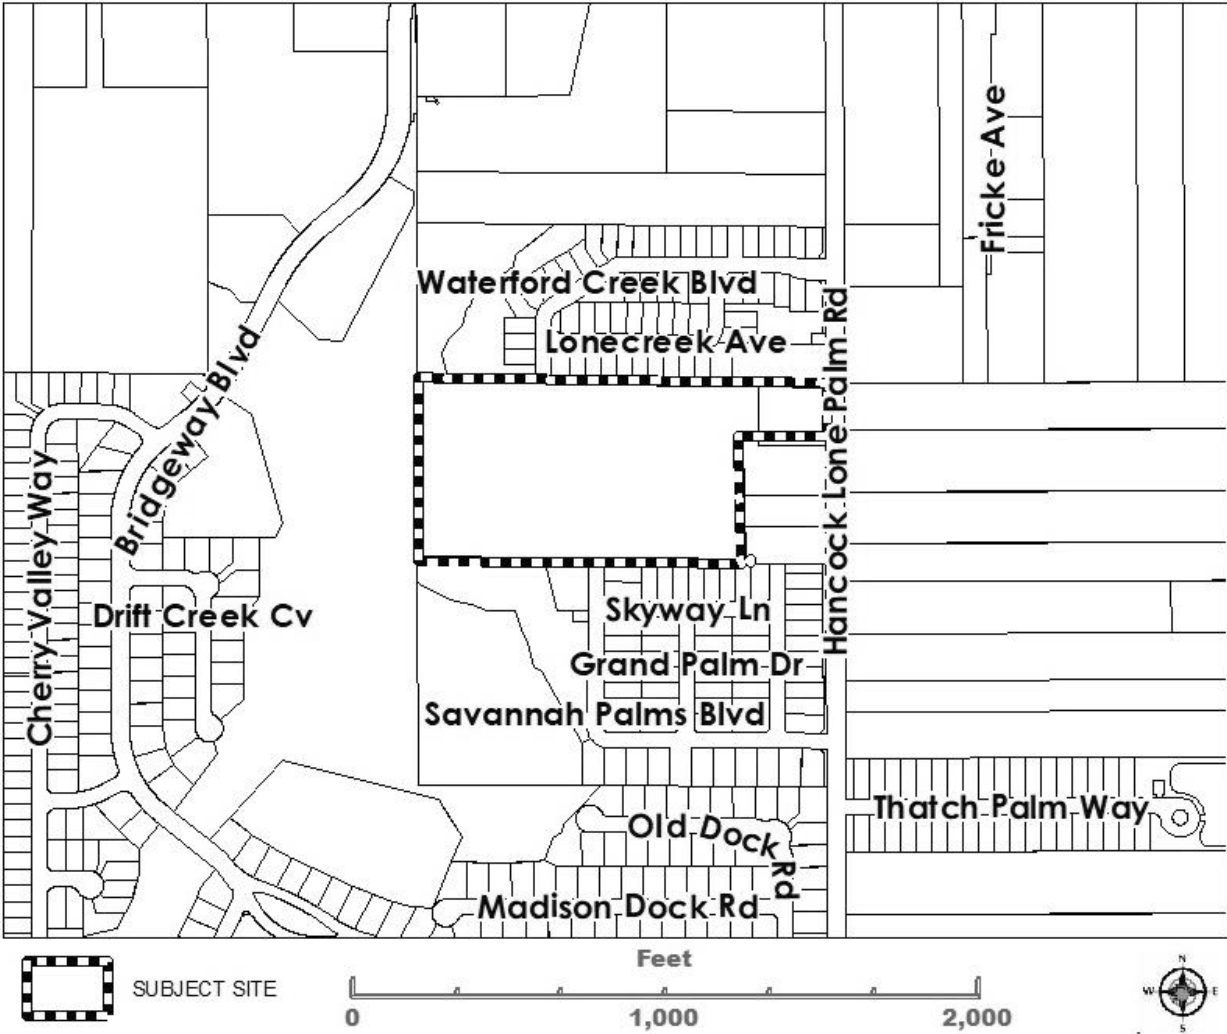 Fricke Ave
Waterford Creek Blvd
Lonecreek Ave
Hancock Lone Palm Rd
Bridgeway Blvd
Cherry Valley Way
Drift Creek Cv
Skyway Ln
Grand Palm Dr
Savannah Palms Blvd
Thatch Palm Way
Old Dock Rd
Madison Dock Rd
SUBJECT SITE
Feet
0 1,000 2,000
N
W E
S